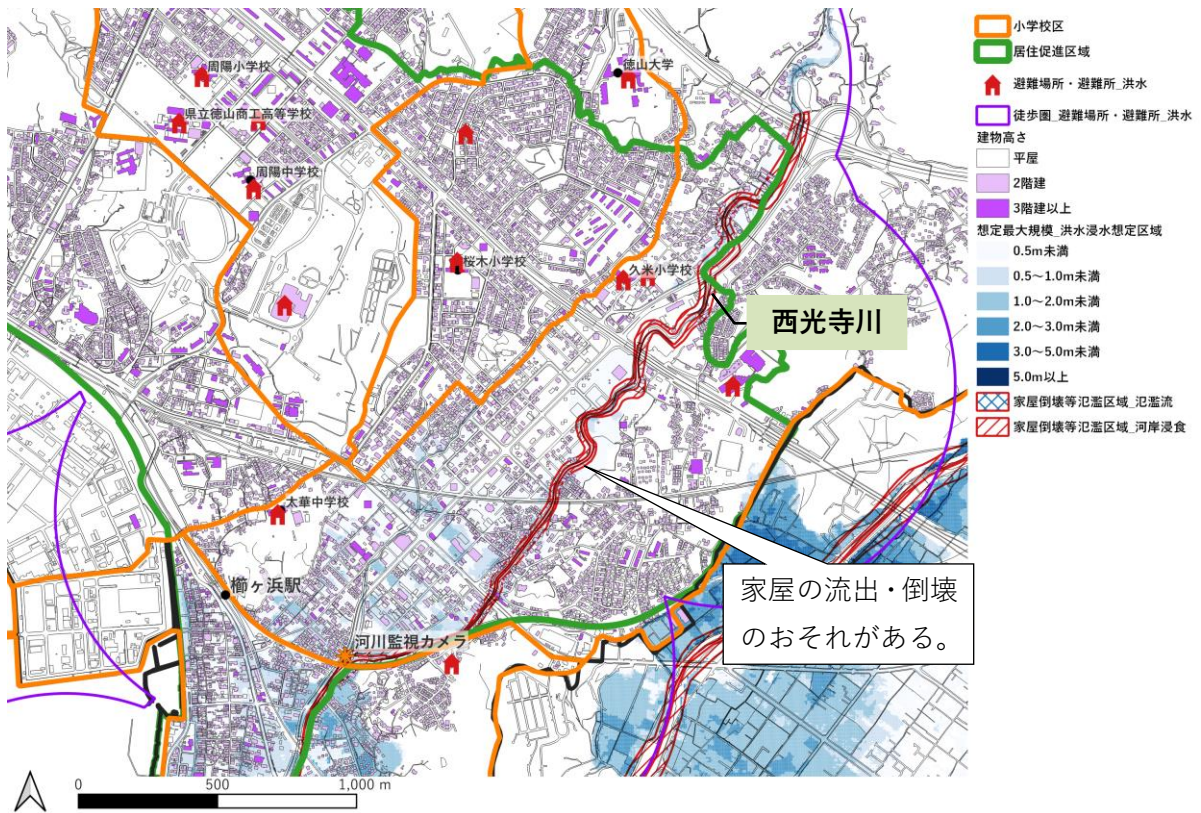 周陽小学校
県立徳山商工高等学校
徳山大学
周陽中学校
桜木小学校
久米小学校
西光寺川
太華中学校
櫛ヶ浜駅
河川監視カメラ
家屋の流出・倒壊
のおそれがある。
0
500
1,000 m
小学校区
居住促進区域
避難場所・避難所_洪水
徒歩圏_避難場所・避難所_洪水
建物高さ
平屋
2階建
3階建以上
想定最大規模_洪水浸水想定区域
0.5m未満
0.5～1.0m未満
1.0～2.0m未満
2.0～3.0m未満
3.0～5.0m未満
5.0m以上
家屋倒壊等氾濫区域_氾濫流
家屋倒壊等氾濫区域_河岸浸食